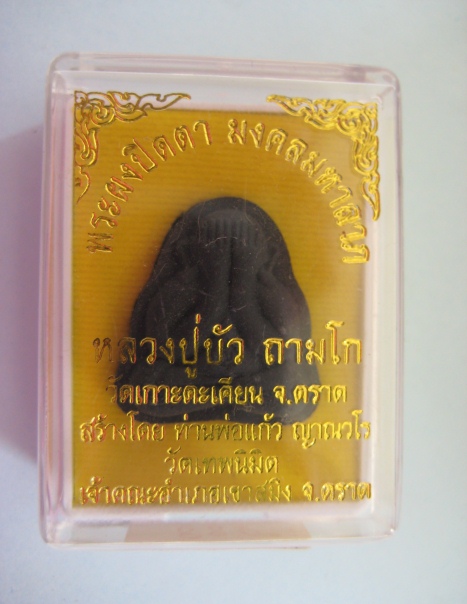 พระผงปิดตา มงคลมหาลาภ
หลวงปู่บัว ถามโก
วัดเกาะตะเคียน จ.ตราด
สร้างโดย ท่านพ่อแก้ว ญาณวโร
วัดเทพนิมิต
เจ้าคณะอำเภอเขาสมิง จ.ตราด